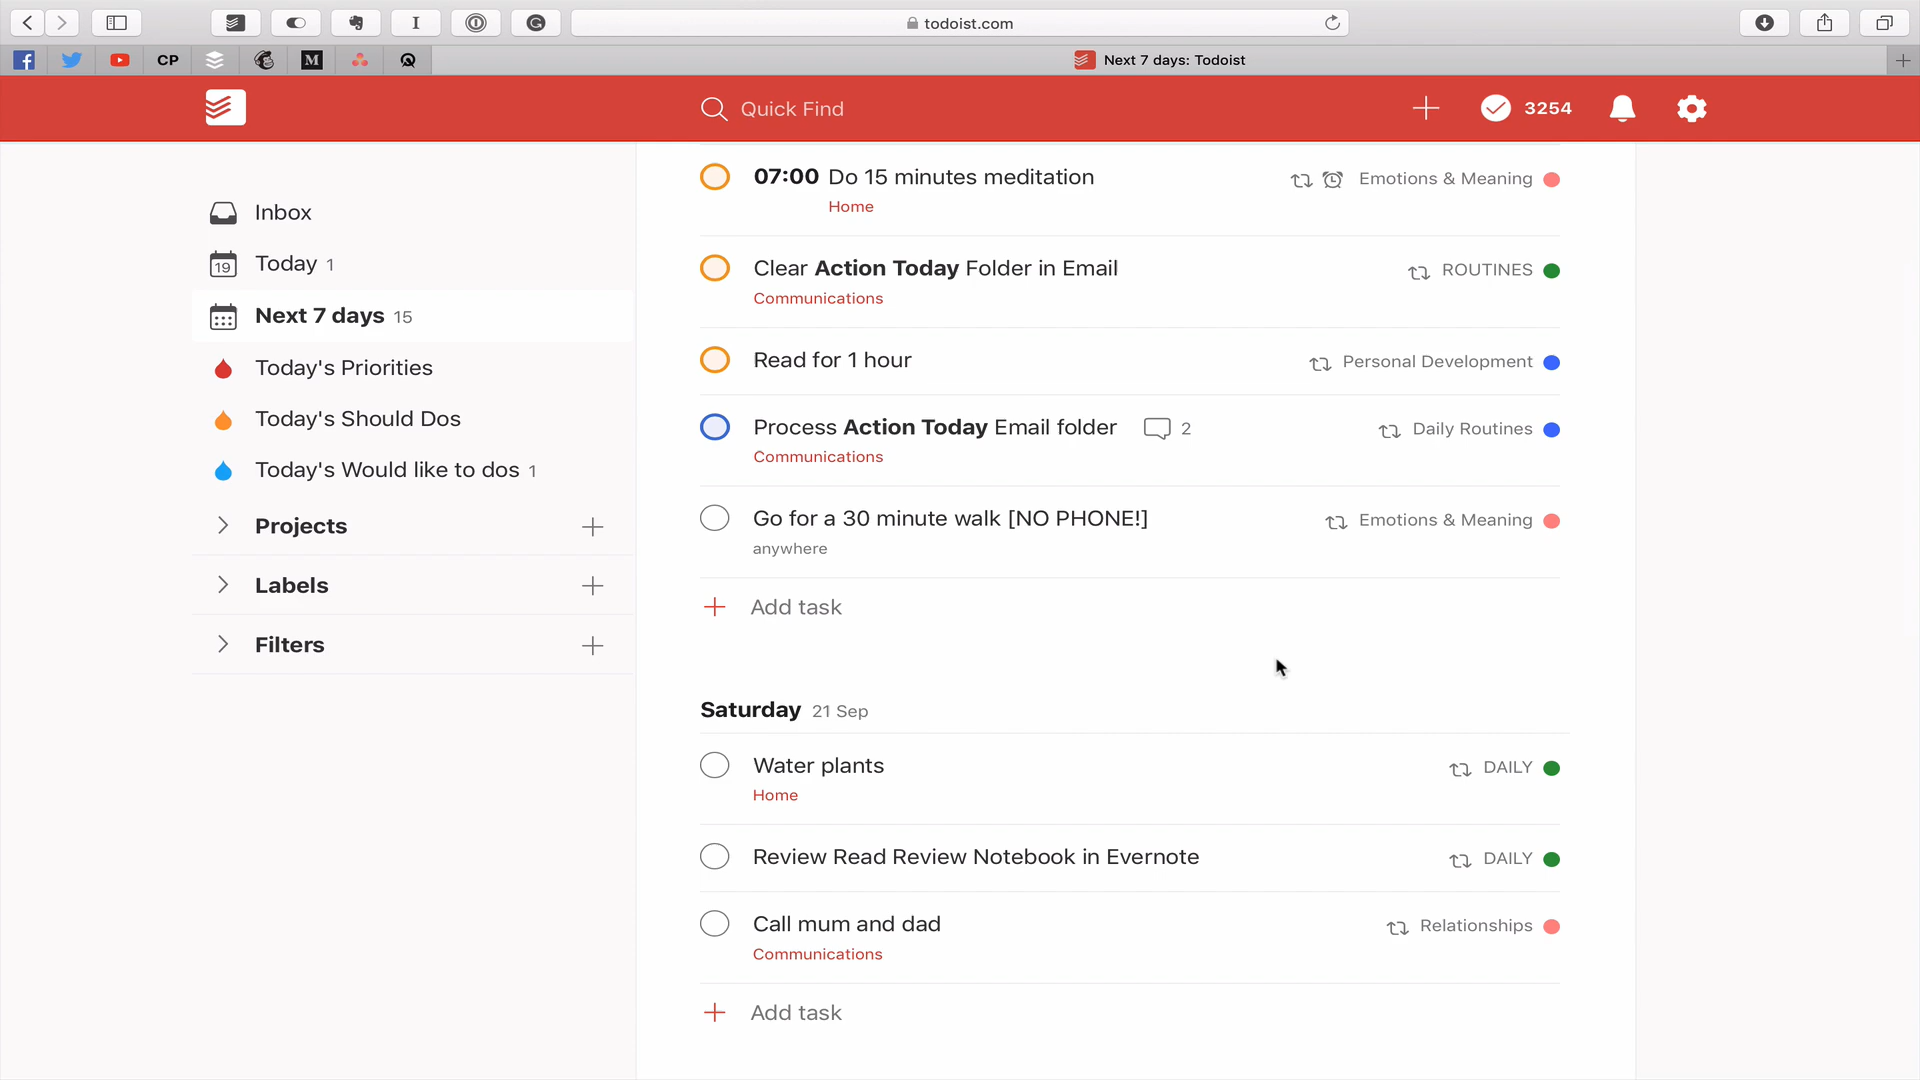 todoist.com
CP
M
Next 7 days: Todoist
Quick Find
3254
Inbox
19
Today 1
Next 7 days 15
Today's Priorities
Today's Should Dos
Today's Would like to dos 1
Projects
Labels
Filters
07:00 Do 15 minutes meditation
Emotions & Meaning
Home
Clear Action Today Folder in Email
ROUTINES
Communications
Read for 1 hour
Personal Development
Process Action Today Email folder 2
Daily Routines
Communications
Go for a 30 minute walk [NO PHONE!]
Emotions & Meaning
anywhere
Add task
Saturday 21 Sep
Water plants
DAILY
Home
Review Read Review Notebook in Evernote
DAILY
Call mum and dad
Relationships
Communications
Add task